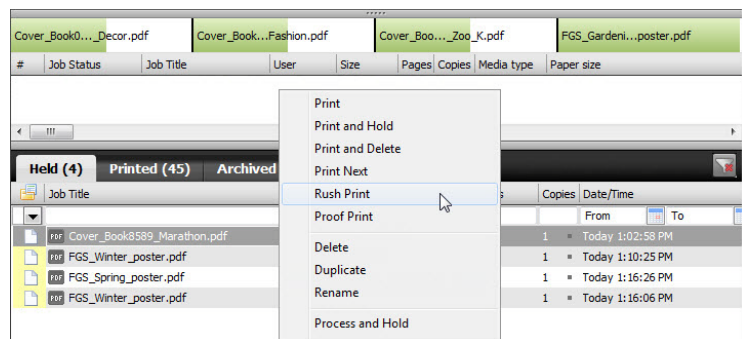 Cover_Book0..._Decor.pdf Cover_Book...Fashion.pdf Cover_Boo..._Zoo_K.pdf FGS_Gardeni...poster.pdf
# Job Status Job Title User Size Pages Copies Media type Paper size
Print
Print and Hold
Print and Delete
Held (4) Printed (45) Archived Print Next
Job Title Rush Print Copies Date/Time
Proof Print From To
PDF Cover_Book8589_Marathon.pdf 1 Today 1:02:58 PM
Delete
PDF FGS_Winter_poster.pdf 1 Today 1:10:25 PM
Duplicate
PDF FGS_Spring_poster.pdf 1 Today 1:16:26 PM
Rename
PDF FGS_Winter_poster.pdf 1 Today 1:16:06 PM
Process and Hold